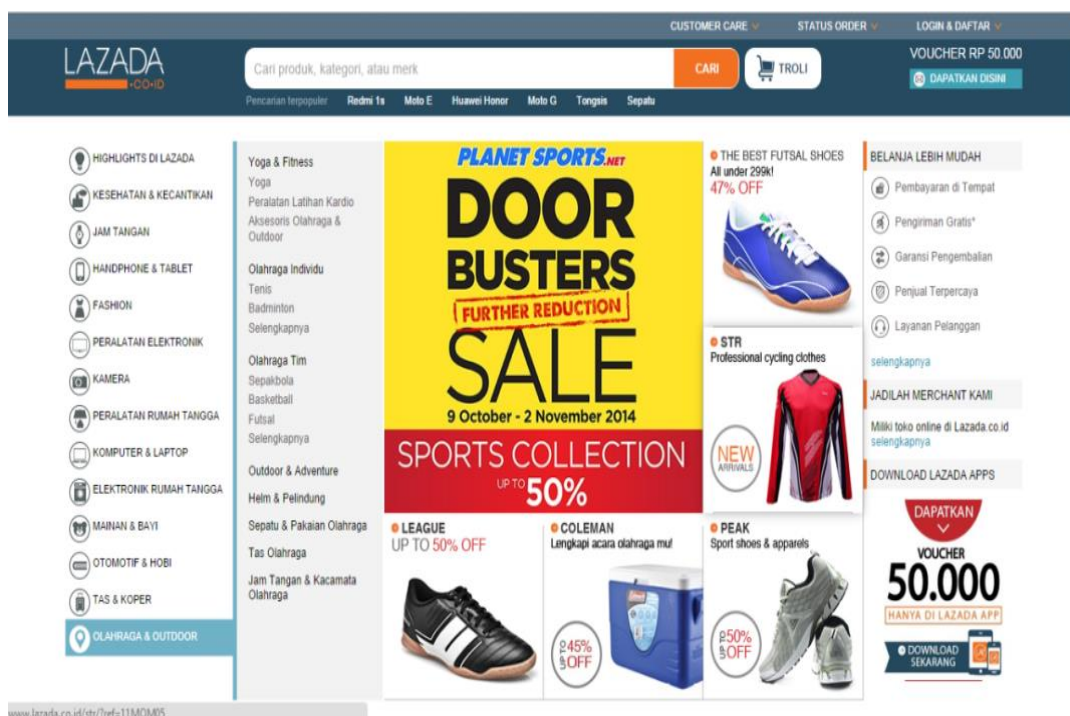 CUSTOMER CARE
STATUS ORDER
LOGIN & DAFTAR
LAZADA
•CO•ID
Cari produk, kategori, atau merk
CARI
TROLI
VOUCHER RP 50.000
DAPATKAN DISINI
Pencarian terpopuler Redmi 1s Moto E Huawei Honor Moto G Tongsis Sepatu
HIGHLIGHTS DI LAZADA
KESEHATAN & KECANTIKAN
JAM TANGAN
HANDPHONE & TABLET
FASHION
PERALATAN ELEKTRONIK
KAMERA
PERALATAN RUMAH TANGGA
KOMPUTER & LAPTOP
ELEKTRONIK RUMAH TANGGA
MAINAN & BAYI
OTOMOTIF & HOBI
TAS & KOPER
OLAHRAGA & OUTDOOR
Yoga & Fitness
Yoga
Peralatan Latihan Kardio
Aksesoris Olahraga &
Outdoor
Olahraga Individu
Tenis
Badminton
Selengkapnya
Olahraga Tim
Sepakbola
Basketball
Futsal
Selengkapnya
Outdoor & Adventure
Helm & Pelindung
Sepatu & Pakaian Olahraga
Tas Olahraga
Jam Tangan & Kacamata
Olahraga
PLANET SPORTS.NET
DOOR
BUSTERS
FURTHER REDUCTION
SALE
9 October - 2 November 2014
SPORTS COLLECTION
UP TO 50%
THE BEST FUTSAL SHOES
All under 299k!
47% OFF
STR
Professional cycling clothes
NEW
ARRIVALS
LEAGUE
UP TO 50% OFF
COLEMAN
Lengkapi acara olahraga mu!
Coleman
UP TO 45%
OFF
PEAK
Sport shoes & apparels
UP TO 50%
OFF
BELANJA LEBIH MUDAH
Pembayaran di Tempat
Pengiriman Gratis*
Garansi Pengembalian
Penjual Terpercaya
Layanan Pelanggan
selengkapnya
JADILAH MERCHANT KAMI
Miliki toko online di Lazada.co.id
selengkapnya
DOWNLOAD LAZADA APPS
DAPATKAN
VOUCHER
50.000
HANYA DI LAZADA APP
DOWNLOAD
SEKARANG
www.lazada.co.id/str/?ref=11MOM05